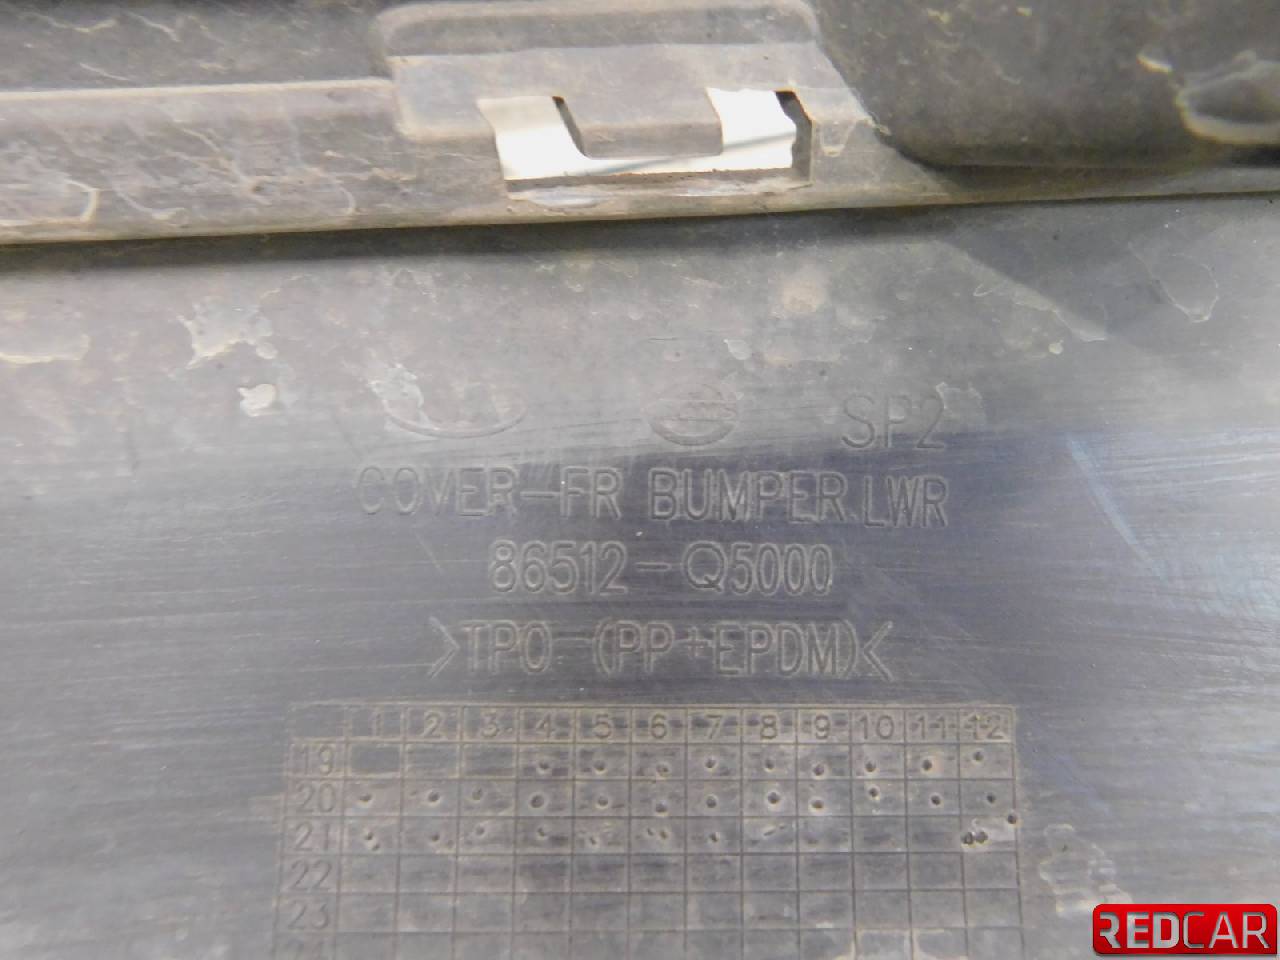 SP2
COVER-FR BUMPER LWR
86512-Q5000
>TPO-(PP+EPDM)<
1 2 3 4 5 6 7 8 9 10 11 12
19
20
21
22
23
REDCAR